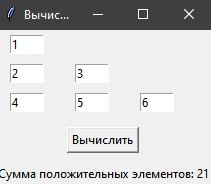 Вычис...
1
2 3
4 5 6
Вычислить
Сумма положительных элементов: 21